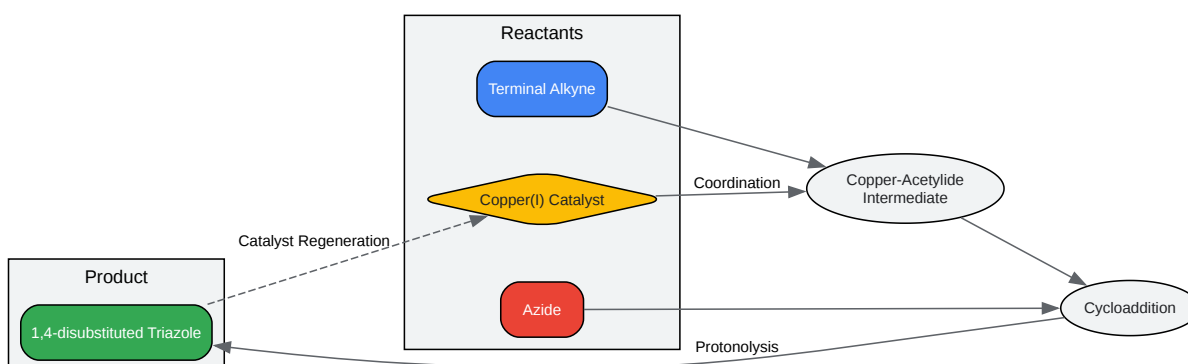 Reactants
Terminal Alkyne
Copper(I) Catalyst
Coordination
Copper-Acetylide
Intermediate
Catalyst Regeneration
Product
1,4-disubstituted Triazole
Azide
Cycloaddition
Protonolysis